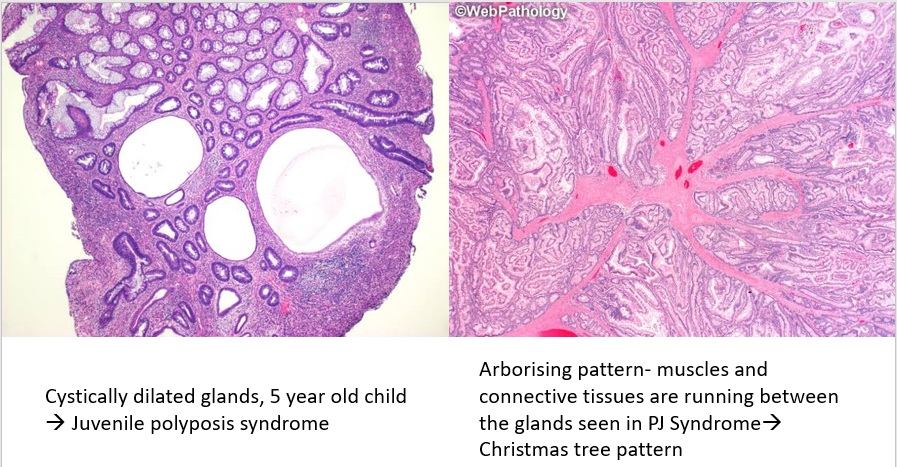 ©WebPathology
Cystically dilated glands, 5 year old child
→ Juvenile polyposis syndrome
Arborising pattern- muscles and
connective tissues are running between
the glands seen in PJ Syndrome→
Christmas tree pattern